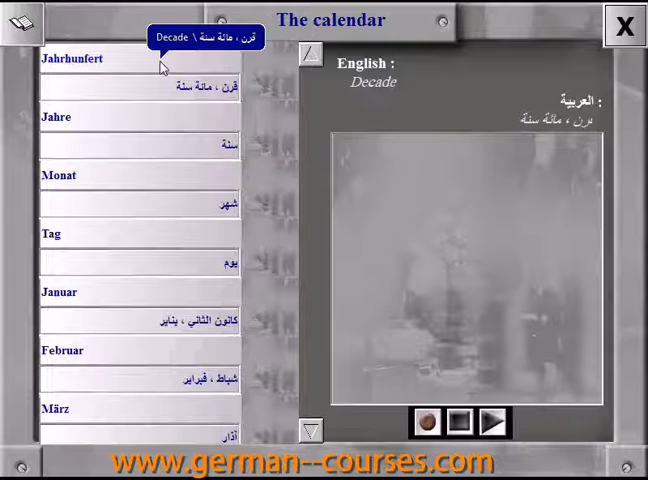 The calendar
X
Decade \ قرن ، مائة سنة
Jahrhunfert
قرن ، مائة سنة
Jahre
سنة
Monat
شهر
Tag
يوم
Januar
كانون الثاني ، يناير
Februar
شباط ، فبراير
März
آذار
English :
Decade
العربية :
قرن ، مائة سنة
www.german--courses.com